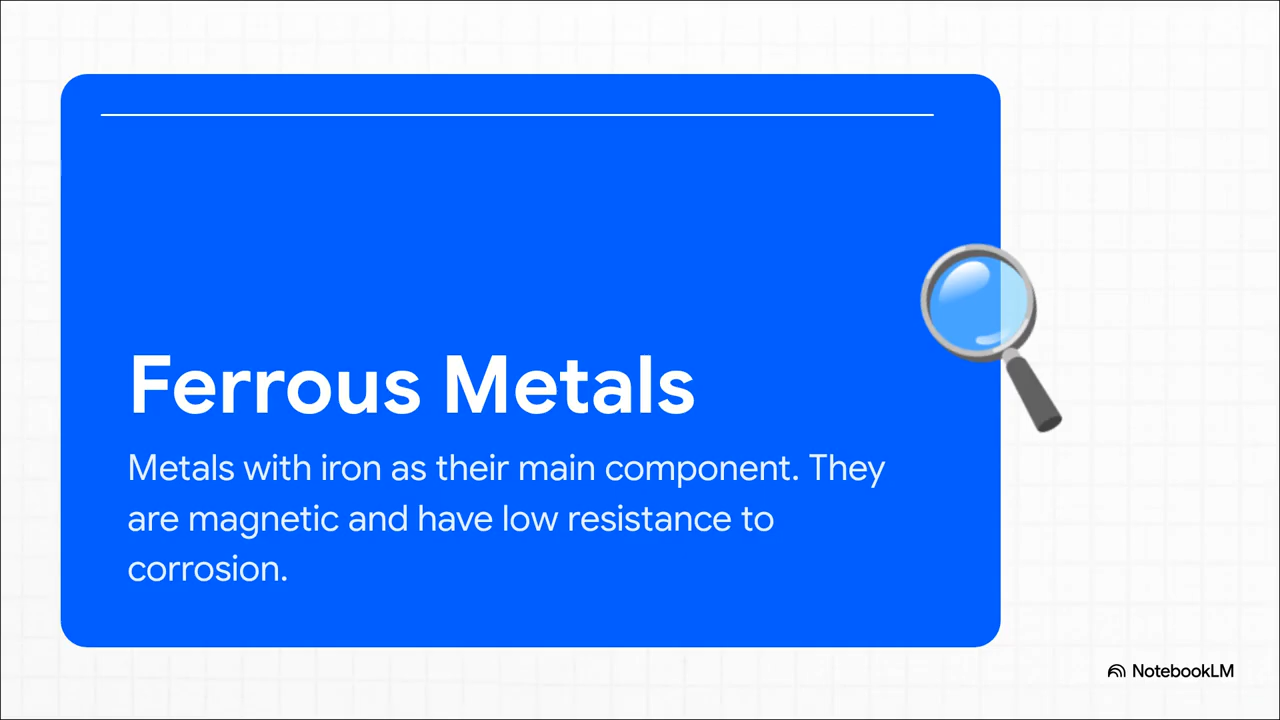 Ferrous Metals
Metals with iron as their main component. They
are magnetic and have low resistance to
corrosion.
NotebookLM